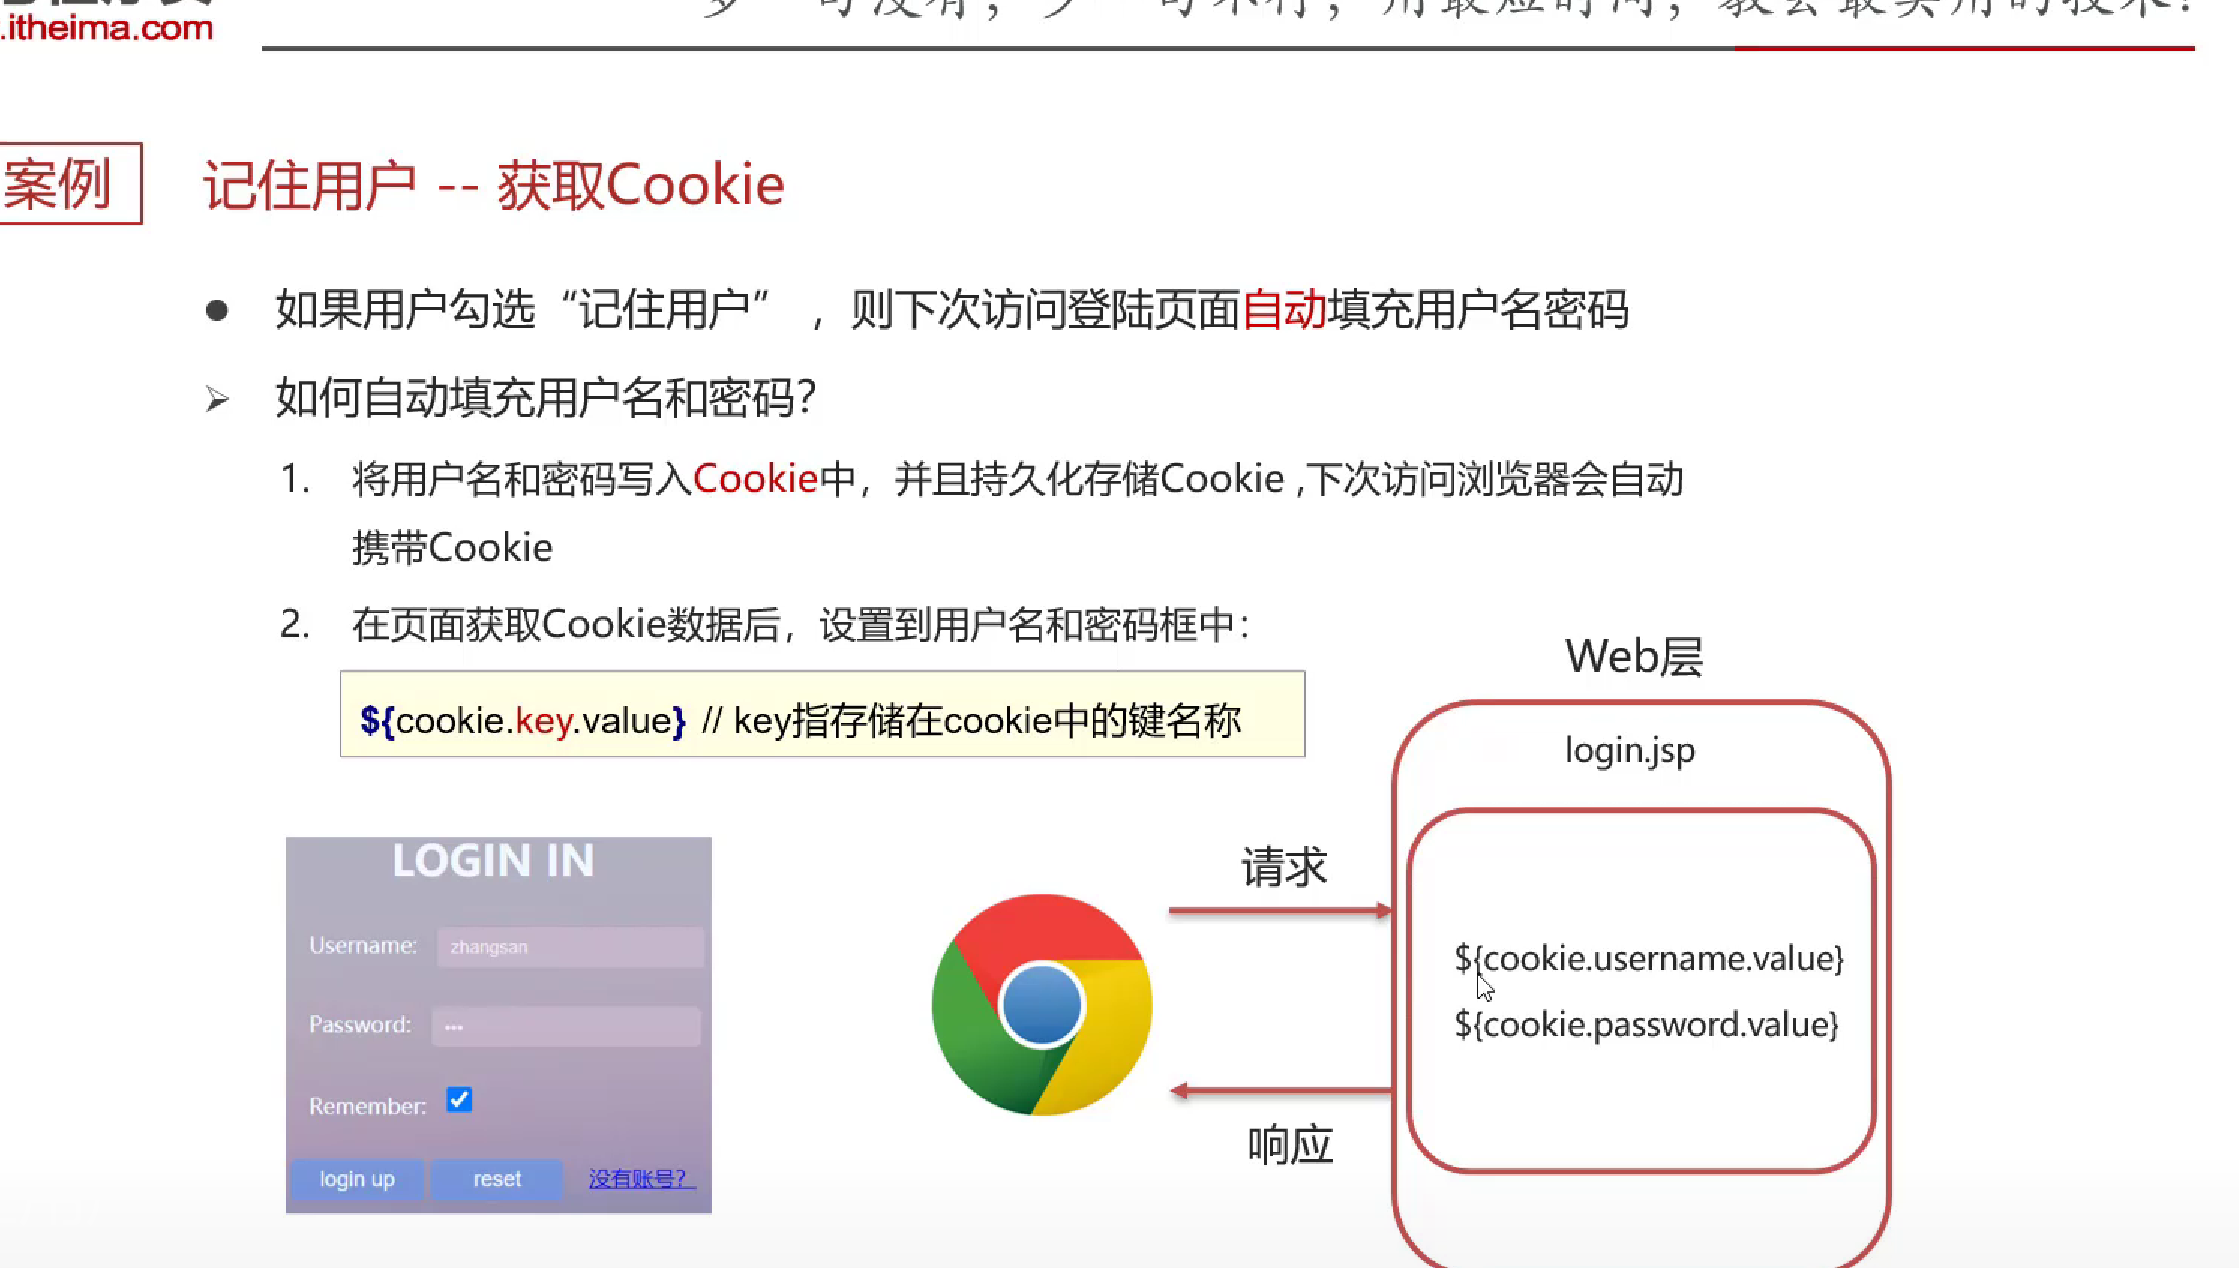 .itheima.com
案例
记住用户 -- 获取Cookie
如果用户勾选“记住用户”，则下次访问登陆页面自动填充用户名密码
如何自动填充用户名和密码?
1. 将用户名和密码写入Cookie中，并且持久化存储Cookie ,下次访问浏览器会自动
携带Cookie
2. 在页面获取Cookie数据后，设置到用户名和密码框中：
${cookie.key.value} // key指存储在cookie中的键名称
Web层
login.jsp
${cookie.username.value}
${cookie.password.value}
请求
响应
LOGIN IN
Username: zhangsan
Password: •••
Remember:
login up reset 没有账号?